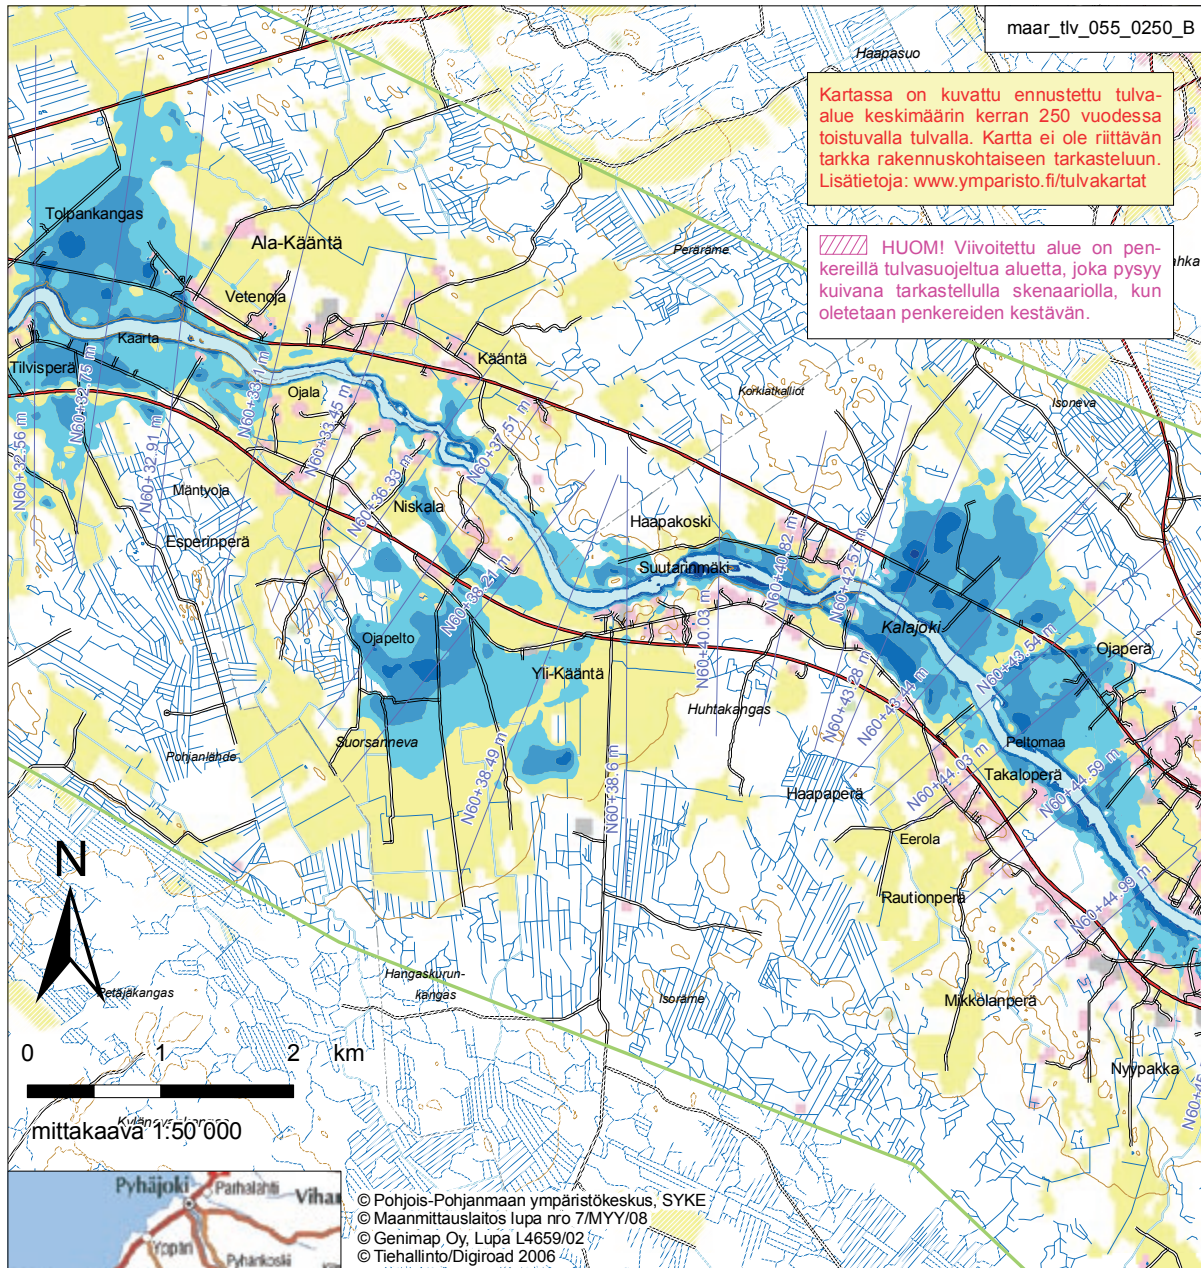 maar_tlv_055_0250_B
Haapasuo
Kartassa on kuvattu ennustettu tulva-
alue keskimäärin kerran 250 vuodessa
toistuvalla tulvalla. Kartta ei ole riittävän
tarkka rakennuskohtaiseen tarkasteluun.
Lisätietoja: www.ymparisto.fi/tulvakartat
HUOM! Viivoitettu alue on pen-
kereillä tulvasuojeltua aluetta, joka pysyy
kuivana tarkastellulla skenaariolla, kun
oletetaan penkereiden kestävän.
ahka
Tolpankangas
Ala-Kääntä
Peräräme
Vetenoja
Kaarta
Tilvisperä
Ojala
Kääntä
Korkiatkalliot
Isoneva
N60+32.56 m
N60+32.75 m
N60+32.91 m
N60+33.11 m
N60+33.45 m
N60+36.33 m
N60+37.51 m
Mäntyoja
Niskala
Esperinperä
Haapakoski
Suutarinmäki
N60+38.21 m
N60+40.03 m
N60+40.82 m
N60+42.57 m
Kalajoki
Ojapelto
Yli-Kääntä
Ojaperä
N60+43.54 m
N60+43.28 m
N60+43.44 m
Huhtakangas
Suorsanneva
Pohjanlähde
Peltomaa
Takaloperä
N60+38.49 m
N60+38.6 m
N60+44.03 m
N60+44.59 m
Haapaperä
Eerola
Rautionperä
N60+44.99 m
N
Petäjäkangas
Hangaskurun-
kangas
Isoräme
Mikkolanperä
Nyypakka
0 1 2 km
mittakaava 1:50 000
Pyhäjoki
Parhalahti
Vihan
Yppäri
Pyhänkoski
© Pohjois-Pohjanmaan ympäristökeskus, SYKE
© Maanmittauslaitos lupa nro 7/MYY/08
© Genimap Oy, Lupa L4659/02
© Tiehallinto/Digiroad 2006